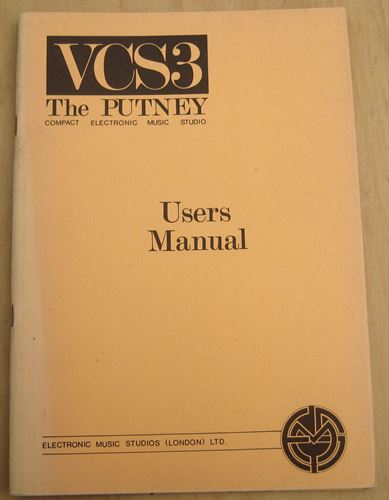 VCS3
The PUTNEY
COMPACT ELECTRONIC MUSIC STUDIO
Users
Manual
ELECTRONIC MUSIC STUDIOS (LONDON) LTD.